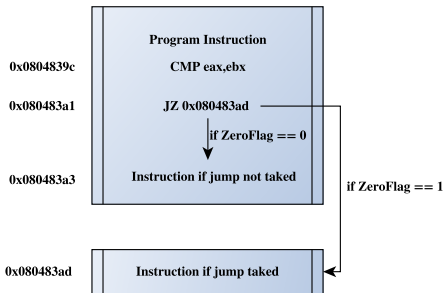 Program Instruction
0x0804839c CMP eax,ebx
0x080483a1 JZ 0x080483ad
if ZeroFlag == 0
0x080483a3 Instruction if jump not taked
if ZeroFlag == 1
0x080483ad Instruction if jump taked